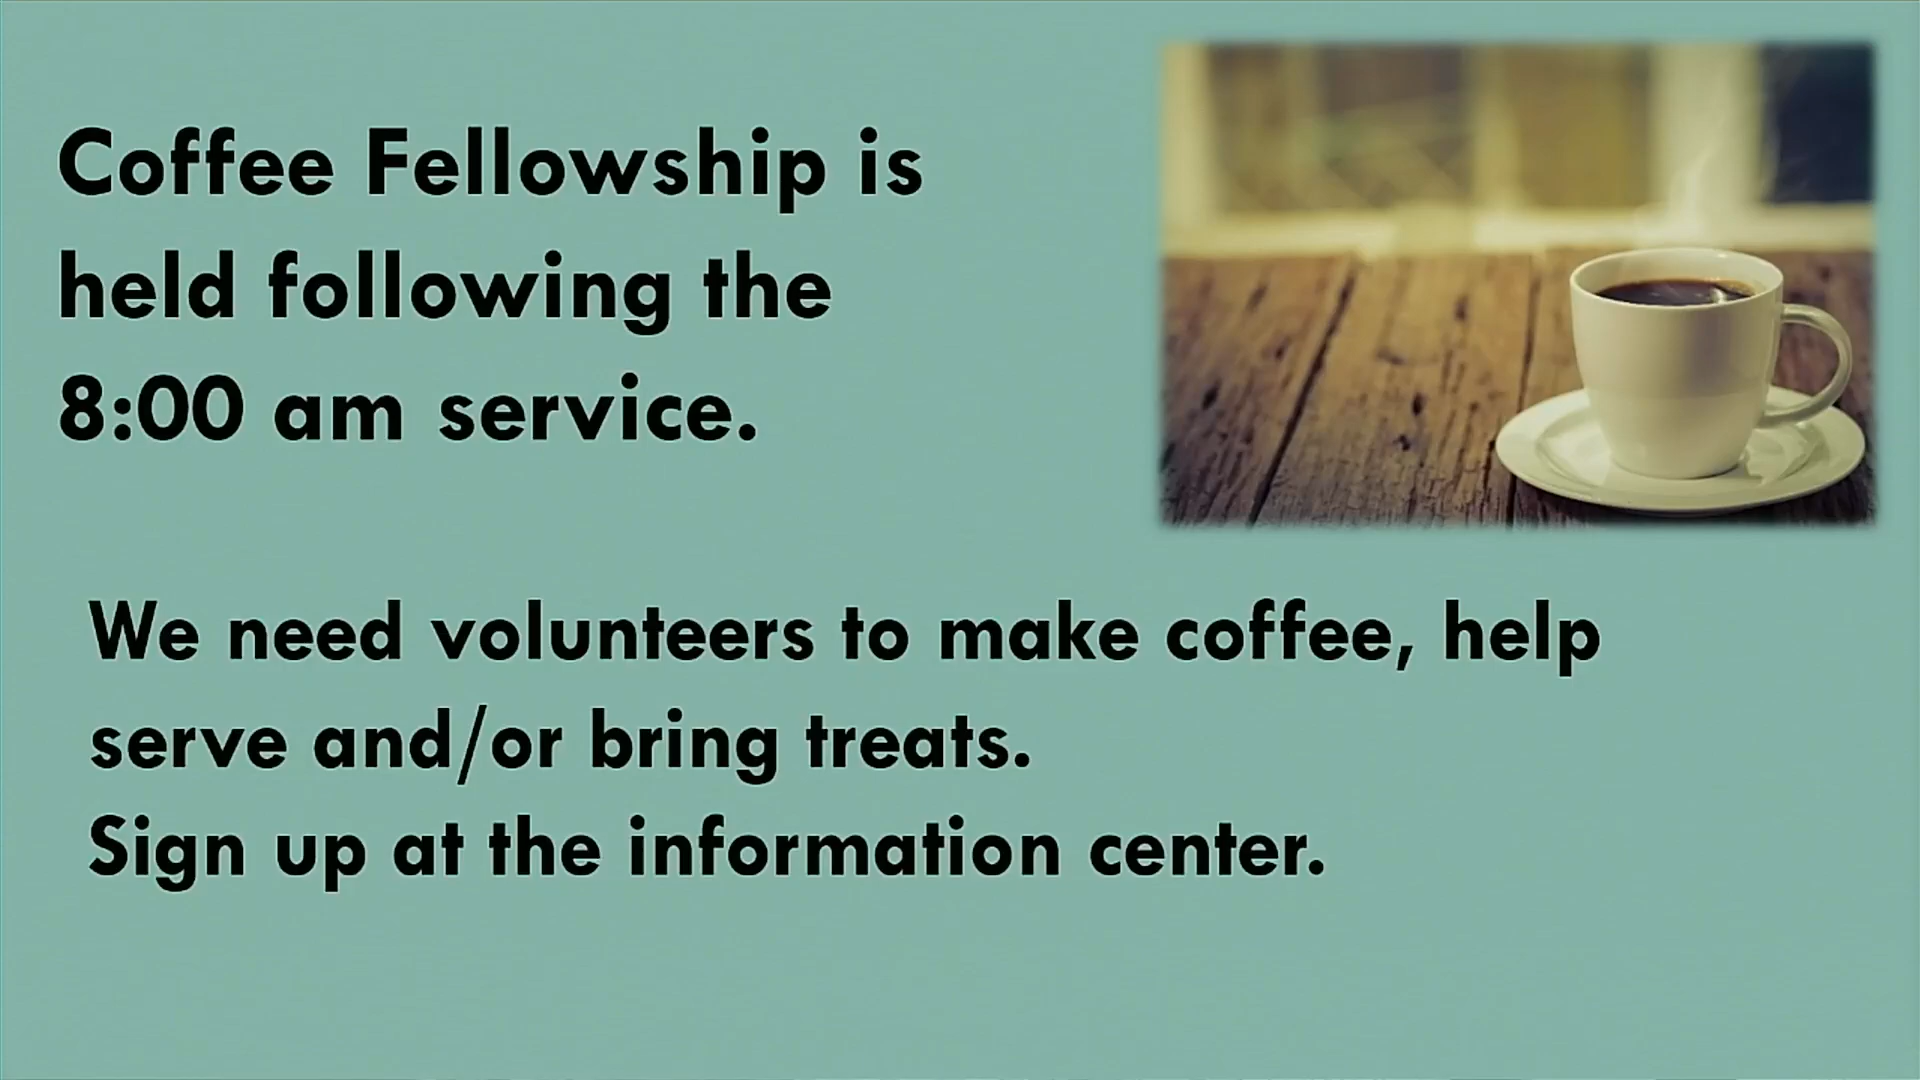 Coffee Fellowship is
held following the
8:00 am service.
We need volunteers to make coffee, help
serve and/or bring treats.
Sign up at the information center.